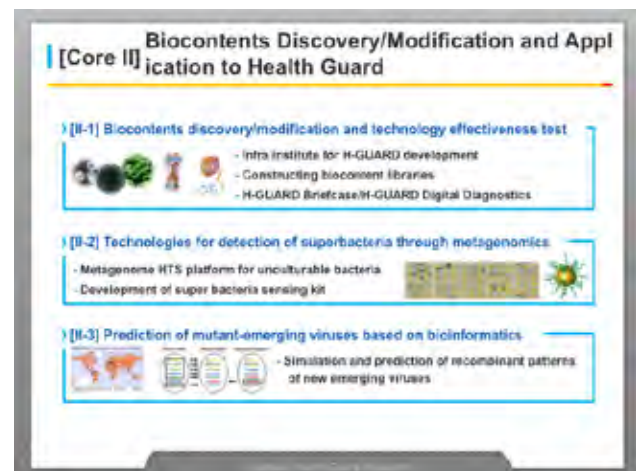 [Core II] Biocontents Discovery/Modification and Appl
ication to Health Guard
[II-1] Biocontents discovery/modification and technology effectiveness test
- Infra Institute for H-GUARD development
- Constructing biocontent libraries
- H-GUARD Briefcase/H-GUARD Digital Diagnostics
[II-2] Technologies for detection of superbacteria through metagenomics
- Metagenome HTS platform for unculturable bacteria
- Development of super bacteria sensing kit
[II-3] Prediction of mutant-emerging viruses based on bioinformatics
- Simulation and prediction of recombinant patterns
of new emerging viruses